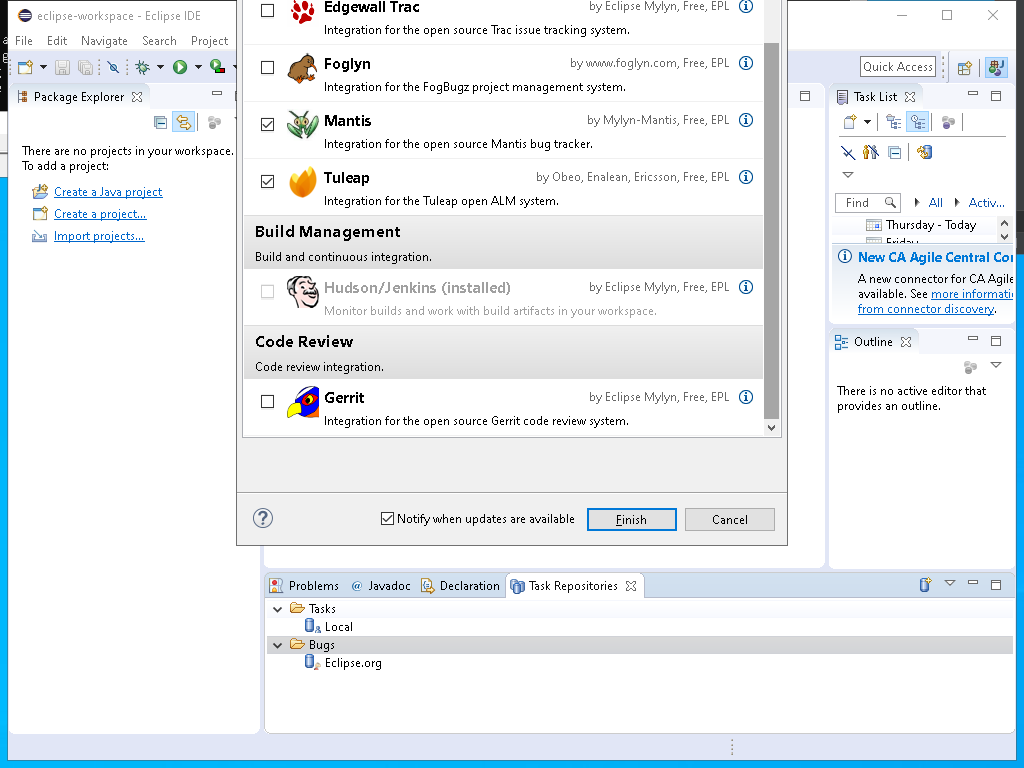 eclipse-workspace - Eclipse IDE
File Edit Navigate Search Project
Quick Access
Package Explorer
There are no projects in your workspace.
To add a project:
Create a Java project
Create a project...
Import projects...
Edgewall Trac by Eclipse Mylyn, Free, EPL
Integration for the open source Trac issue tracking system.
Foglyn by www.foglyn.com, Free, EPL
Integration for the FogBugz project management system.
Mantis by Mylyn-Mantis, Free, EPL
Integration for the open source Mantis bug tracker.
Tuleap by Obeo, Enalean, Ericsson, Free, EPL
Integration for the Tuleap open ALM system.
Build Management
Build and continuous integration.
Hudson/Jenkins (installed) by Eclipse Mylyn, Free, EPL
Monitor builds and work with build artifacts in your workspace.
Code Review
Code review integration.
Gerrit by Eclipse Mylyn, Free, EPL
Integration for the open source Gerrit code review system.
Notify when updates are available
Finish Cancel
Task List
Find All Activ...
Thursday - Today
Friday
New CA Agile Central Co
A new connector for CA Agile
available. See more informati
from connector discovery.
Outline
There is no active editor that
provides an outline.
Problems @ Javadoc Declaration Task Repositories
Tasks
Local
Bugs
Eclipse.org